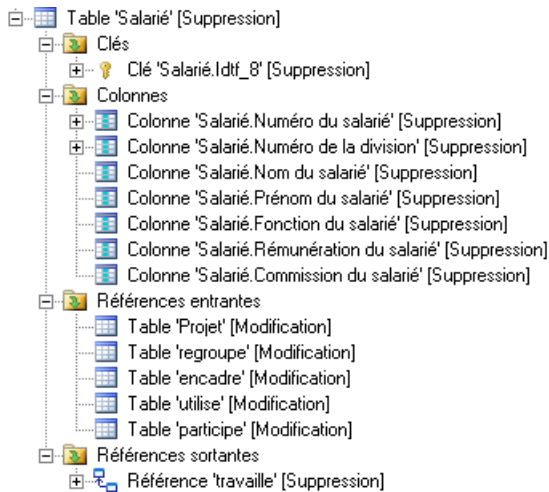 Table 'Salarié' [Suppression]
Clés
Clé 'Salarié.Idtf_8' [Suppression]
Colonnes
Colonne 'Salarié.Numéro du salarié' [Suppression]
Colonne 'Salarié.Numéro de la division' [Suppression]
Colonne 'Salarié.Nom du salarié' [Suppression]
Colonne 'Salarié.Prénom du salarié' [Suppression]
Colonne 'Salarié.Fonction du salarié' [Suppression]
Colonne 'Salarié.Rémunération du salarié' [Suppression]
Colonne 'Salarié.Commission du salarié' [Suppression]
Références entrantes
Table 'Projet' [Modification]
Table 'regroupe' [Modification]
Table 'encadre' [Modification]
Table 'utilise' [Modification]
Table 'participe' [Modification]
Références sortantes
Référence 'travaille' [Suppression]